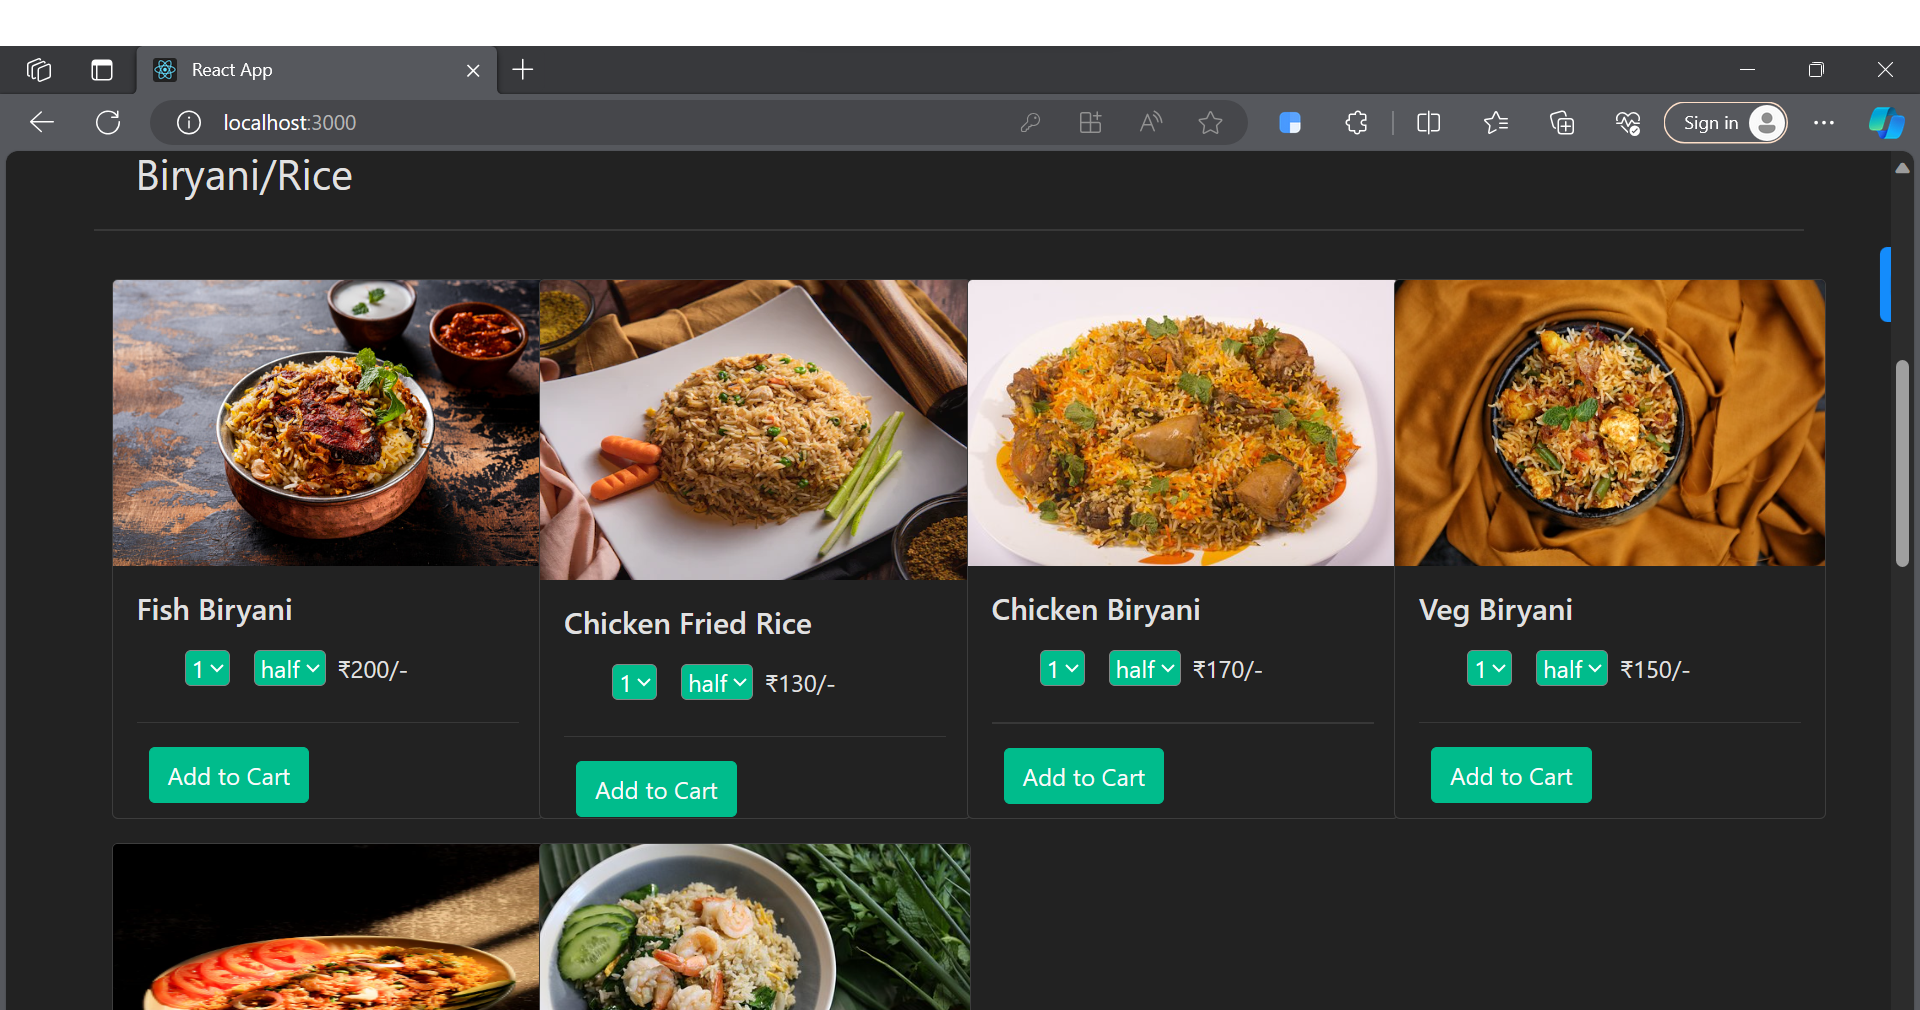 React App
localhost:3000
Sign in
Biryani/Rice
Fish Biryani
1 half ₹200/-
Add to Cart
Chicken Fried Rice
1 half ₹130/-
Add to Cart
Chicken Biryani
1 half ₹170/-
Add to Cart
Veg Biryani
1 half ₹150/-
Add to Cart